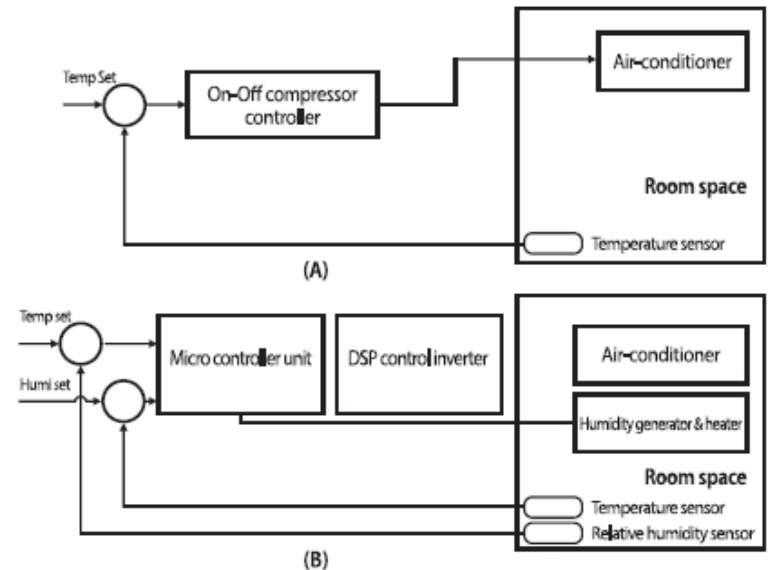 Temp Set
On-Off compressor
controller
Air-conditioner
Room space
Temperature sensor
(A)
Temp set
Humi set
Micro controller unit
DSP control inverter
Air-conditioner
Humidity generator & heater
Room space
Temperature sensor
Relative humidity sensor
(B)